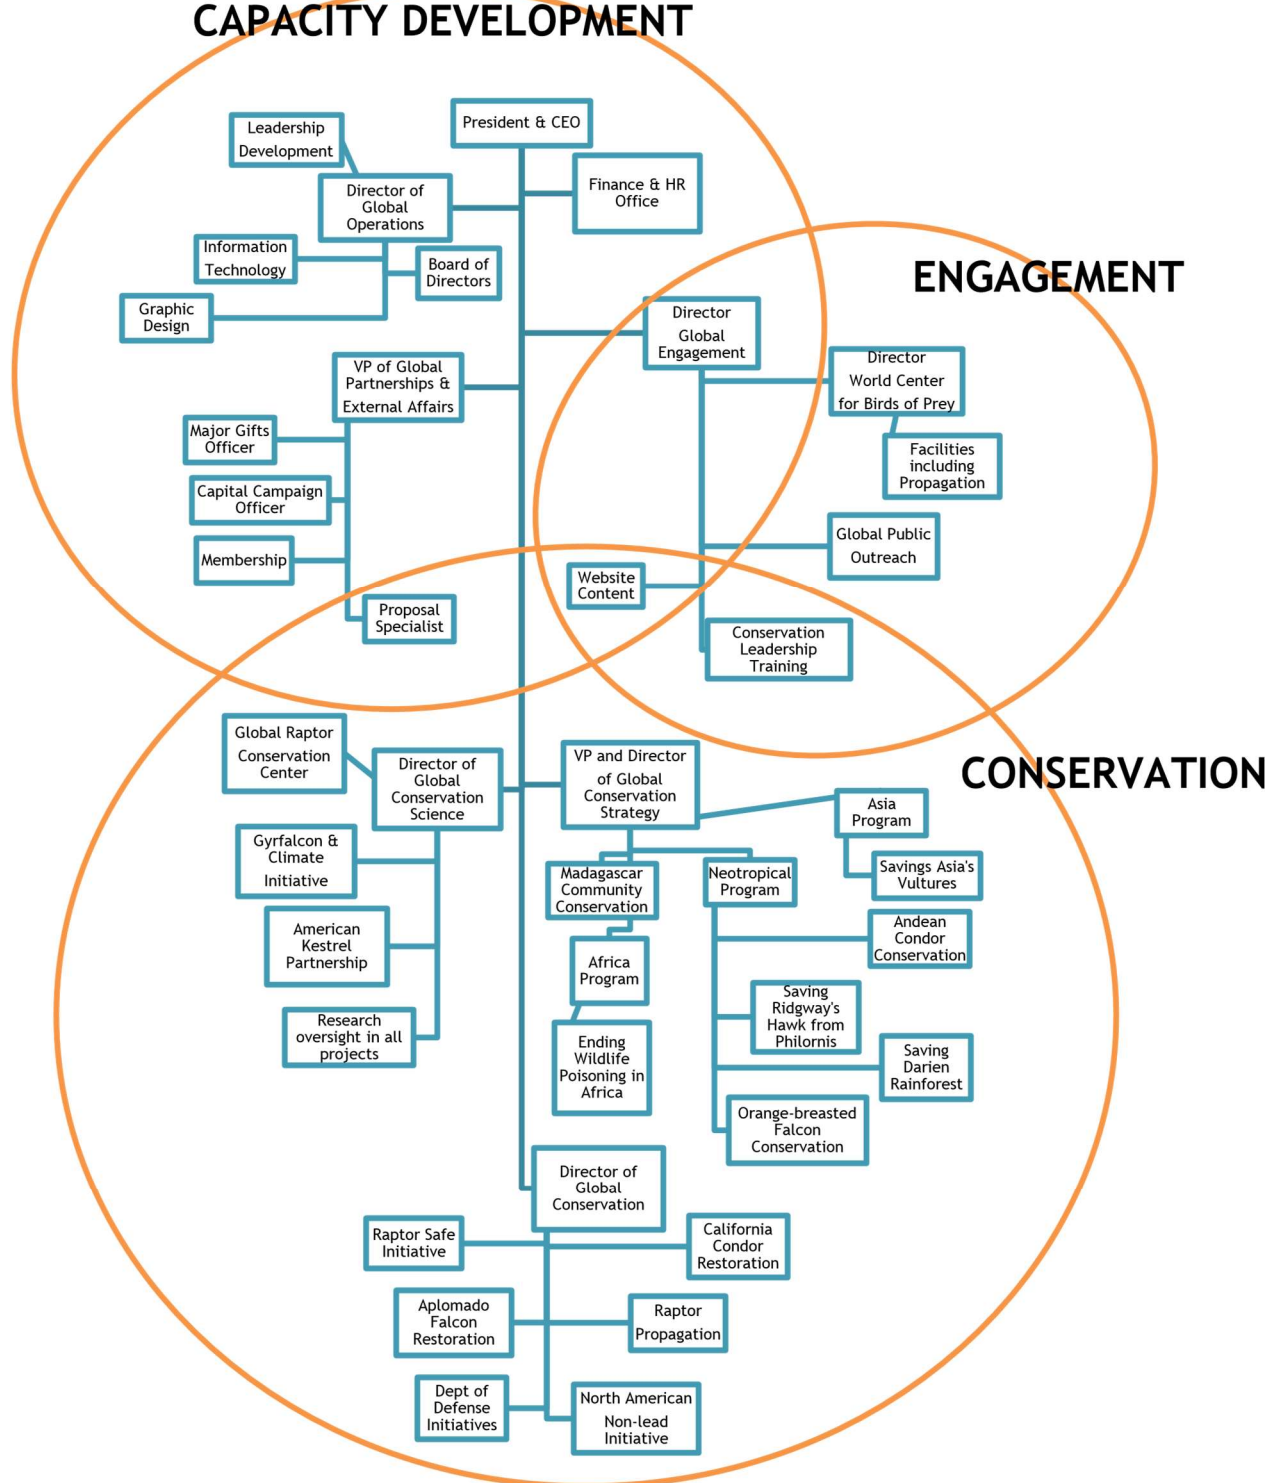 CAPACITY DEVELOPMENT
President & CEO
Leadership
Development
Finance & HR
Office
Director of
Global
Operations
Information
Technology
Board of
Directors
Graphic
Design
ENGAGEMENT
Director
Global
Engagement
VP of Global
Partnerships &
External Affairs
Director
World Center
for Birds of Prey
Major Gifts
Officer
Facilities
including
Propagation
Capital Campaign
Officer
Global Public
Outreach
Membership
Website
Content
Proposal
Specialist
Conservation
Leadership
Training
CONSERVATION
Global Raptor
Conservation
Center
Director of
Global
Conservation
Science
VP and Director
of Global
Conservation
Strategy
Asia
Program
Gyrfalcon &
Climate
Initiative
Madagascar
Community
Conservation
Neotropical
Program
Savings Asia's
Vultures
American
Kestrel
Partnership
Andean
Condor
Conservation
Africa
Program
Saving
Ridgway's
Hawk from
Philornis
Research
oversight in all
projects
Ending
Wildlife
Poisoning in
Africa
Saving
Darien
Rainforest
Orange-breasted
Falcon
Conservation
Director of
Global
Conservation
Raptor Safe
Initiative
California
Condor
Restoration
Aplomado
Falcon
Restoration
Raptor
Propagation
Dept of
Defense
Initiatives
North American
Non-lead
Initiative